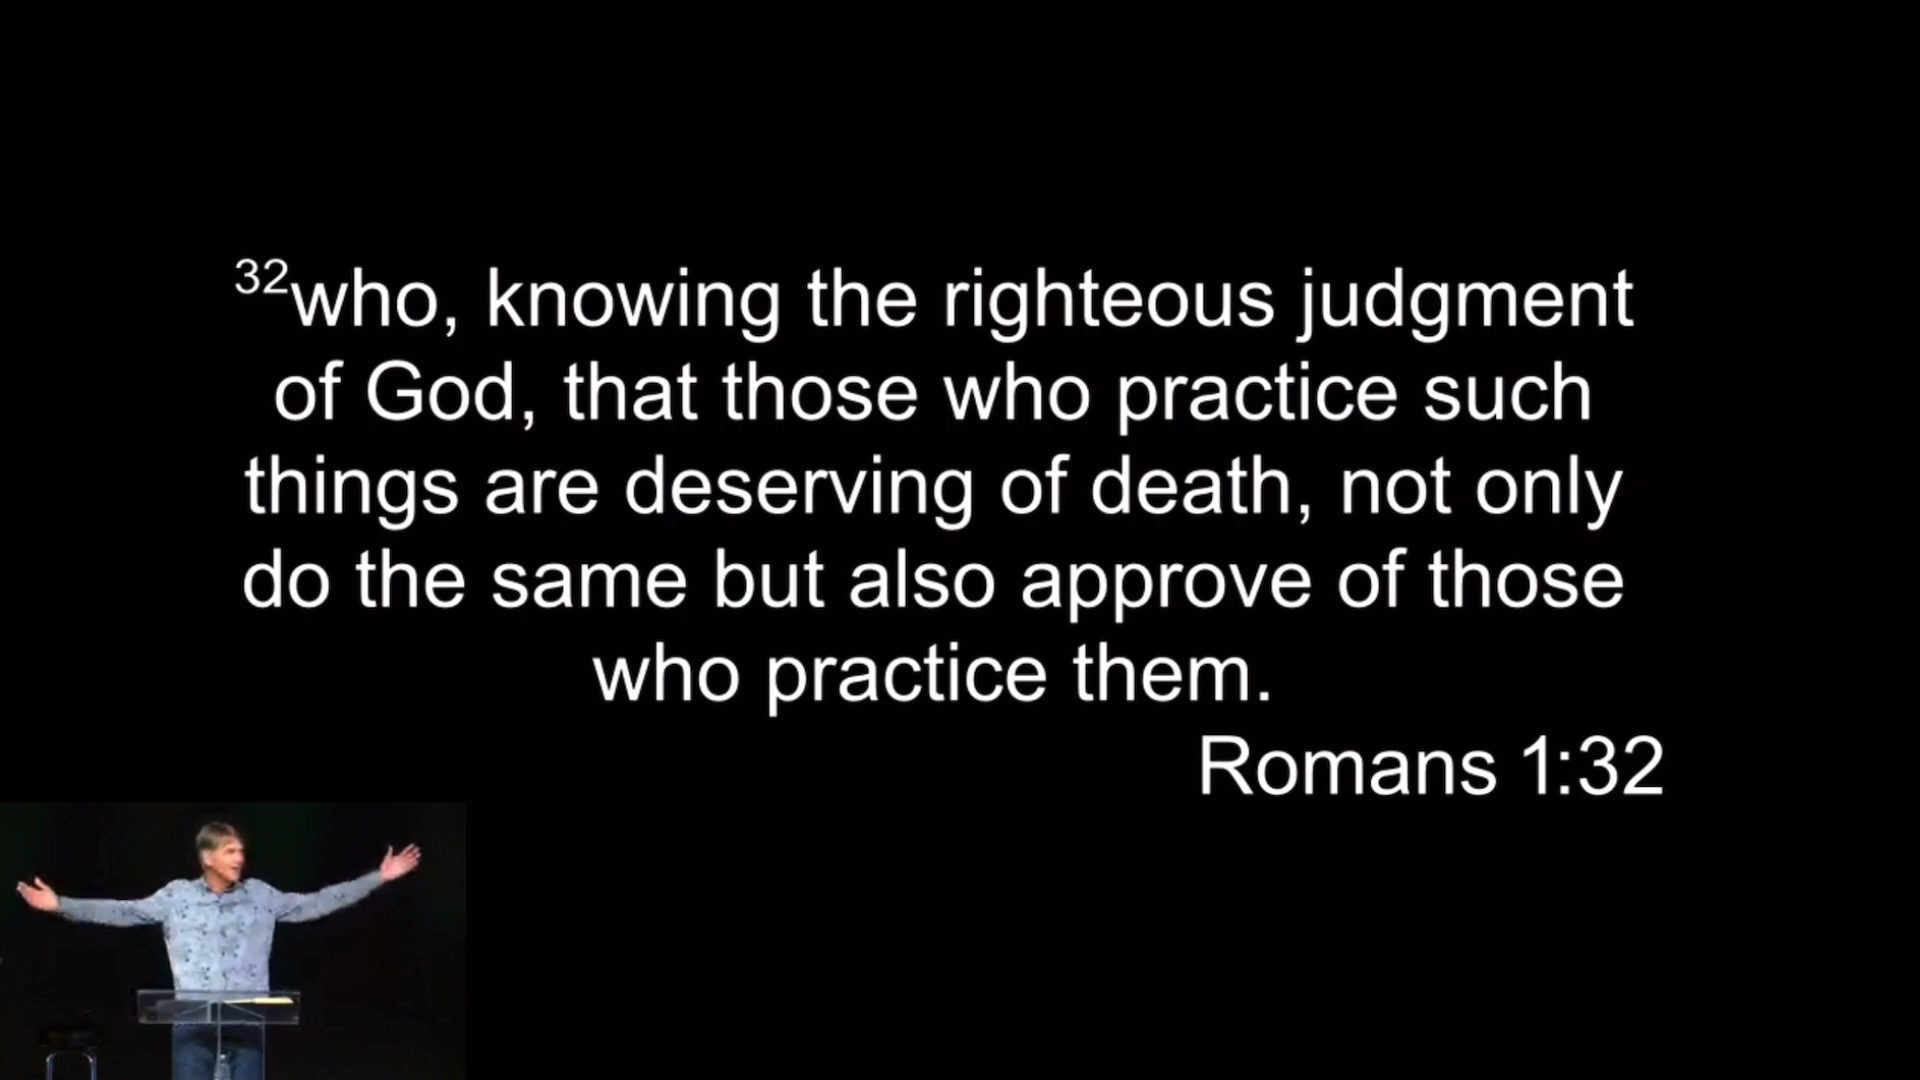 32who, knowing the righteous judgment
of God, that those who practice such
things are deserving of death, not only
do the same but also approve of those
who practice them.
Romans 1:32